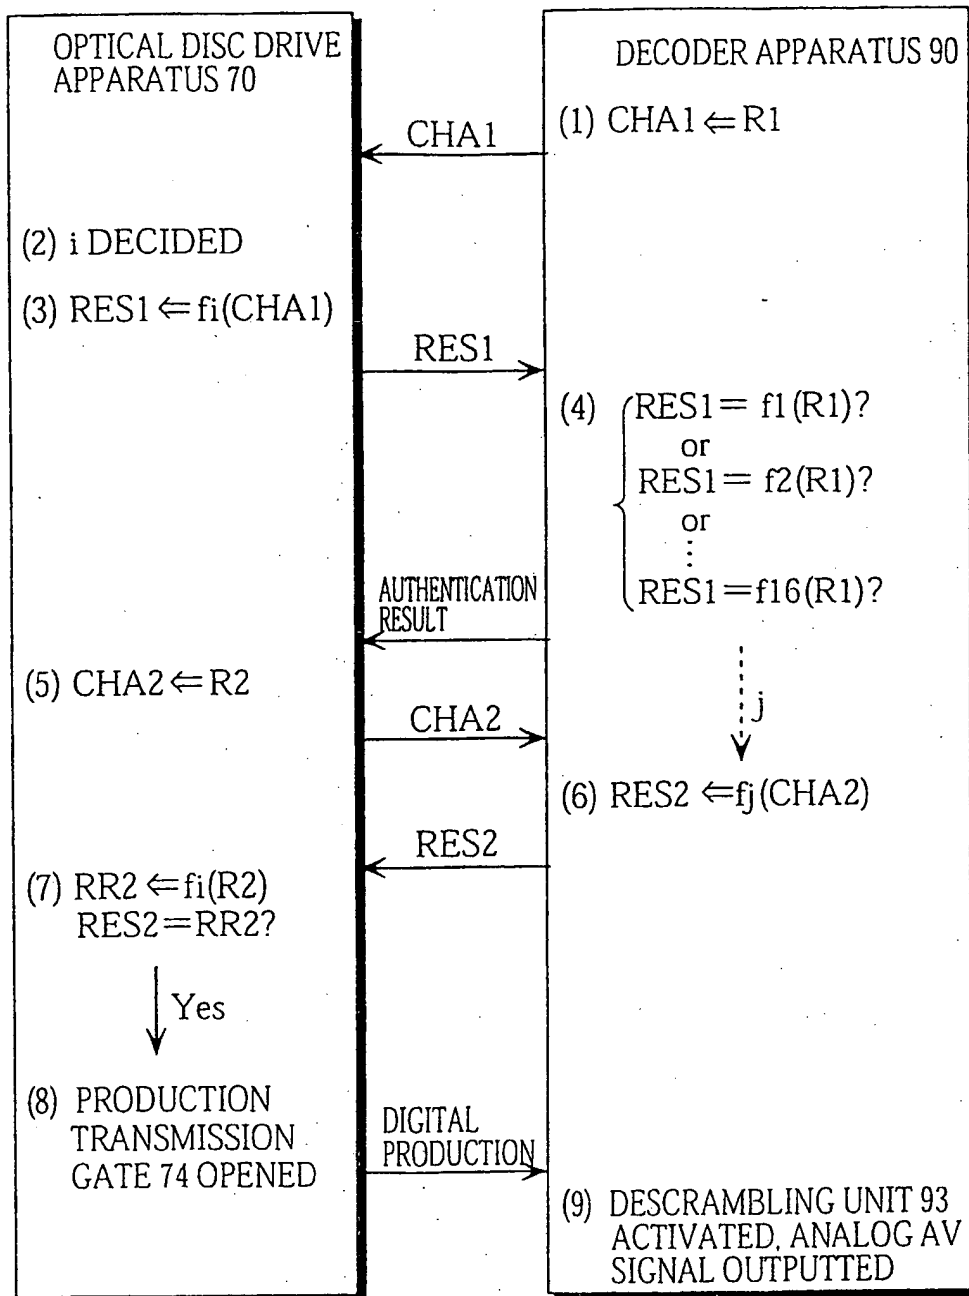 OPTICAL DISC DRIVE
APPARATUS 70
DECODER APPARATUS 90
(1) CHA1 ⇐ R1
CHA1
(2) i DECIDED
(3) RES1 ⇐ fi(CHA1)
RES1
(4) RES1 = f1(R1)?
or
RES1 = f2(R1)?
or
⋮
RES1 = f16(R1)?
AUTHENTICATION
RESULT
(5) CHA2 ⇐ R2
CHA2
j
(6) RES2 ⇐ fj(CHA2)
RES2
(7) RR2 ⇐ fi(R2)
RES2 = RR2?
Yes
(8) PRODUCTION
TRANSMISSION
GATE 74 OPENED
DIGITAL
PRODUCTION
(9) DESCRAMBLING UNIT 93
ACTIVATED, ANALOG AV
SIGNAL OUTPUTTED